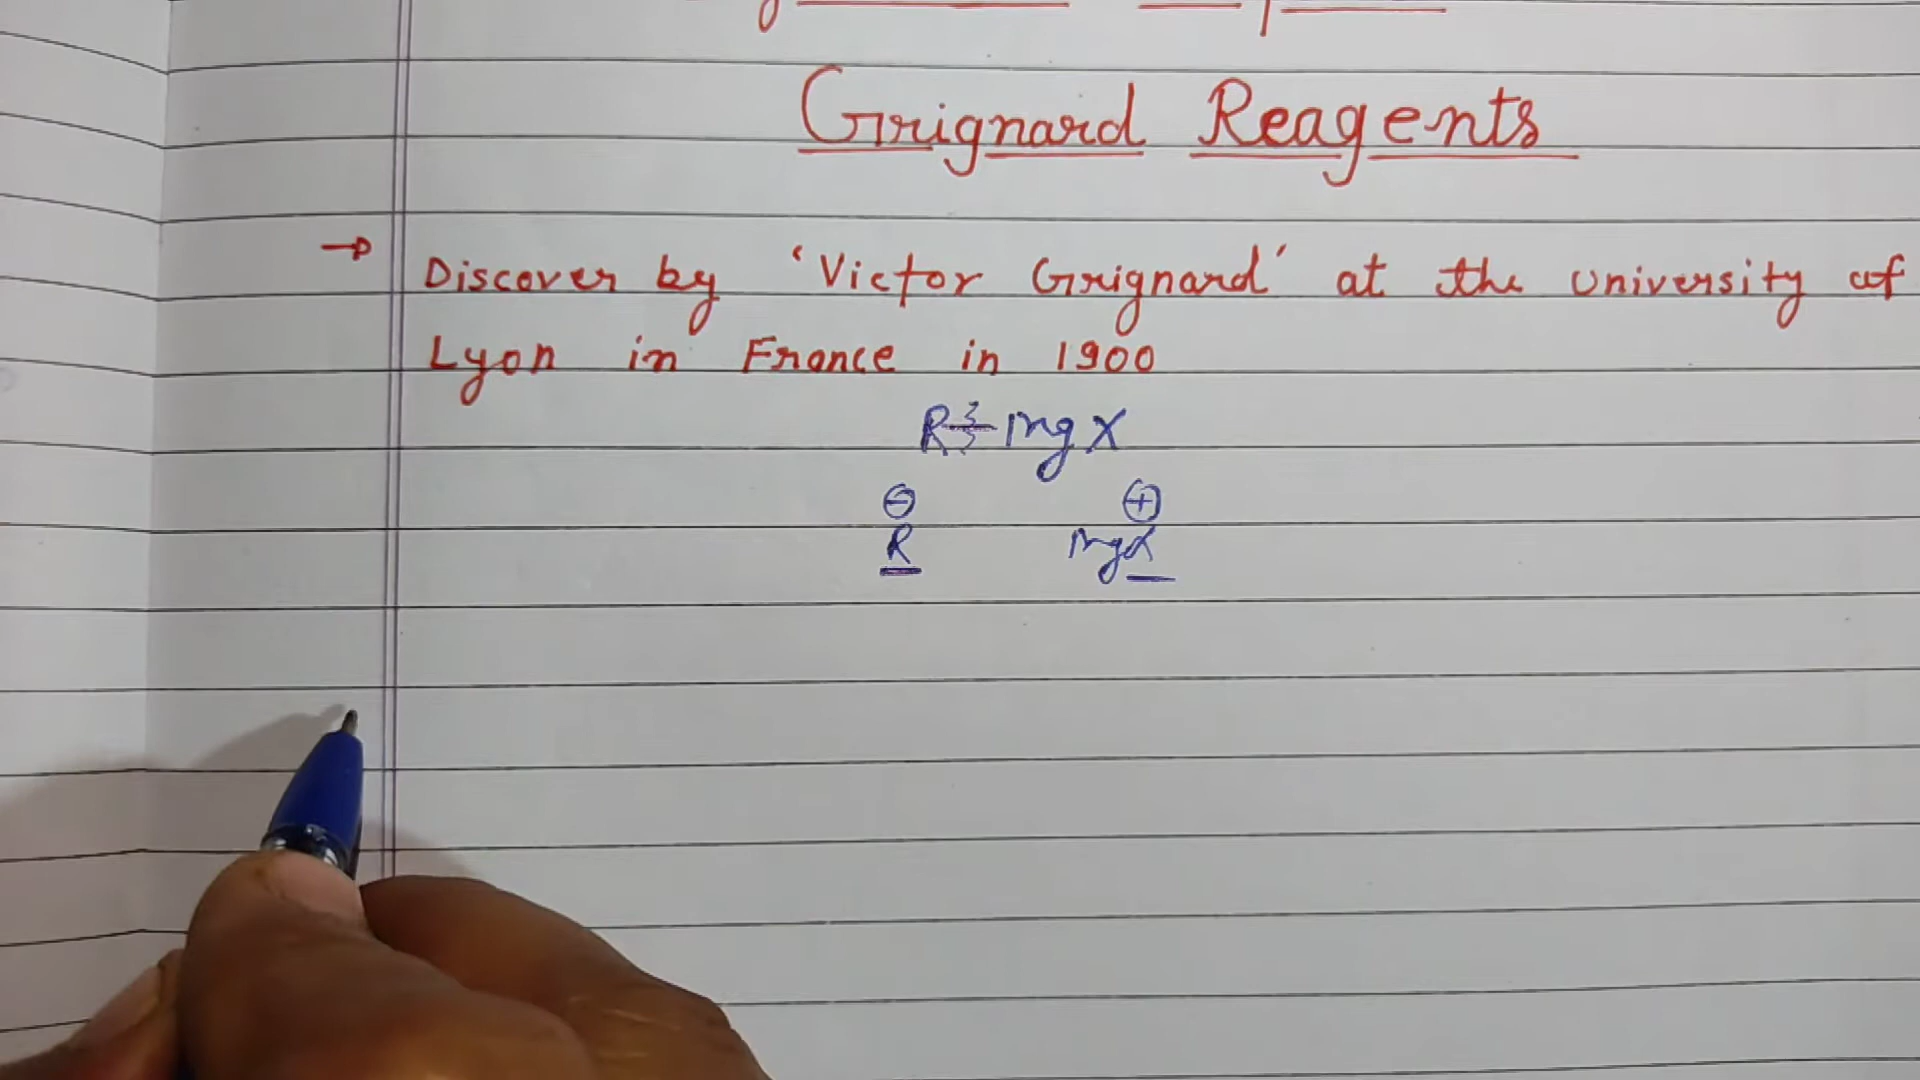 Grignard Reagents
→ Discover by 'Victor Grignard' at the University of
Lyon in France in 1900
R-MgX
⊖ ⊕
R MgX